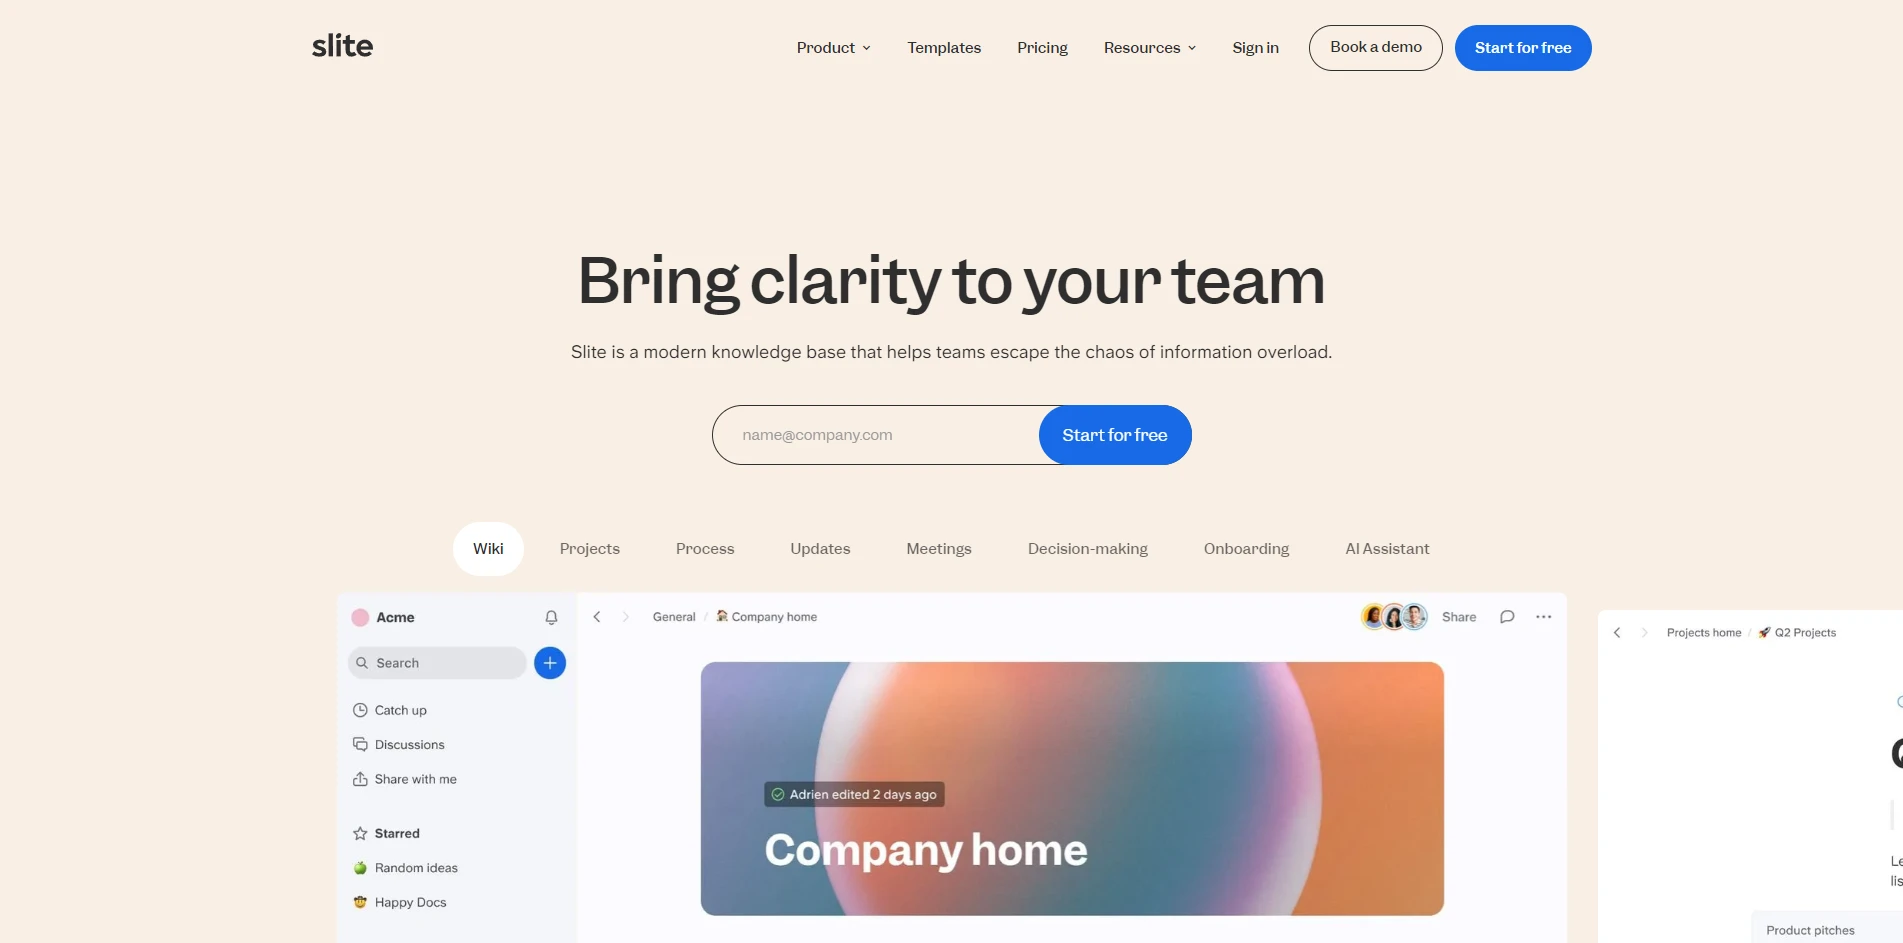 slite
Product
Templates
Pricing
Resources
Sign in
Book a demo
Start for free
Bring clarity to your team
Slite is a modern knowledge base that helps teams escape the chaos of information overload.
name@company.com
Start for free
Wiki
Projects
Process
Updates
Meetings
Decision-making
Onboarding
AI Assistant
Acme
Search
Catch up
Discussions
Share with me
Starred
Random ideas
Happy Docs
General / Company home
Share
Adrien edited 2 days ago
Company home
Projects home / Q2 Projects
Product pitches